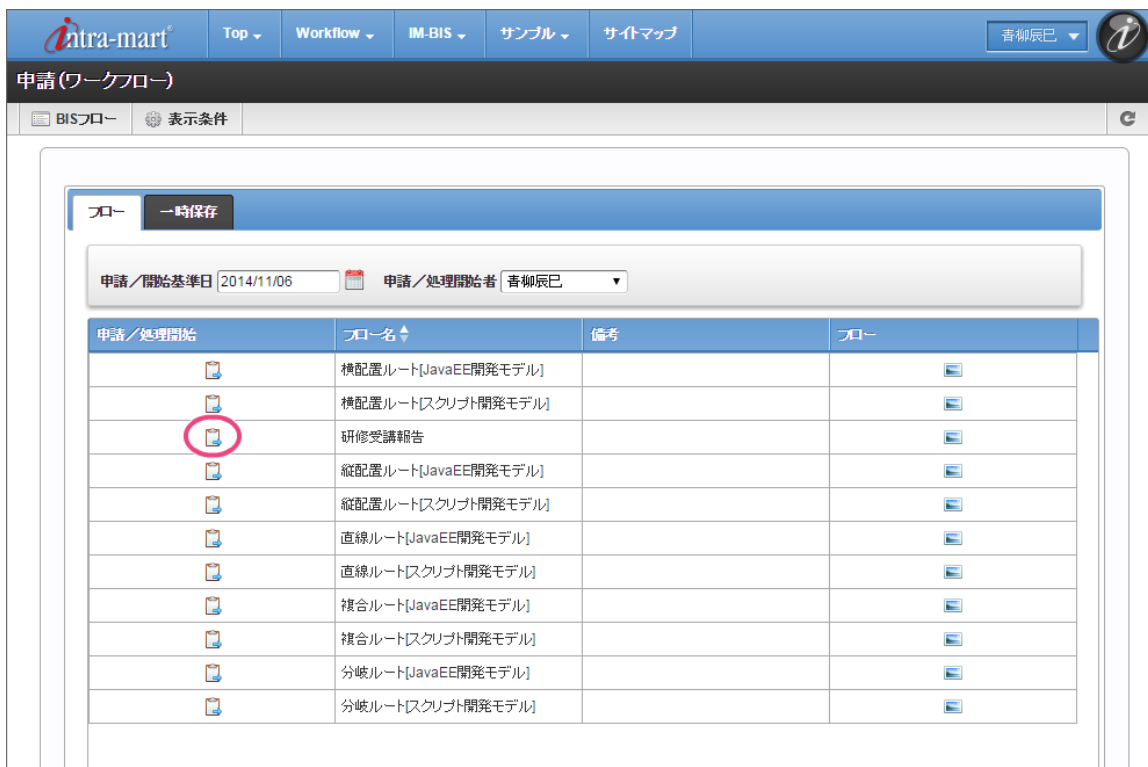 intra-mart® Top Workflow IM-BIS サンプル サイトマップ 青柳辰巳
申請(ワークフロー)
BISフロー 表示条件
フロー 一時保存
申請／開始基準日 2014/11/06 申請／処理開始者 青柳辰巳
申請／処理開始 フロー名 備考 フロー
横配置ルート[JavaEE開発モデル]
横配置ルート[スクリプト開発モデル]
研修受講報告
縦配置ルート[JavaEE開発モデル]
縦配置ルート[スクリプト開発モデル]
直線ルート[JavaEE開発モデル]
直線ルート[スクリプト開発モデル]
複合ルート[JavaEE開発モデル]
複合ルート[スクリプト開発モデル]
分岐ルート[JavaEE開発モデル]
分岐ルート[スクリプト開発モデル]